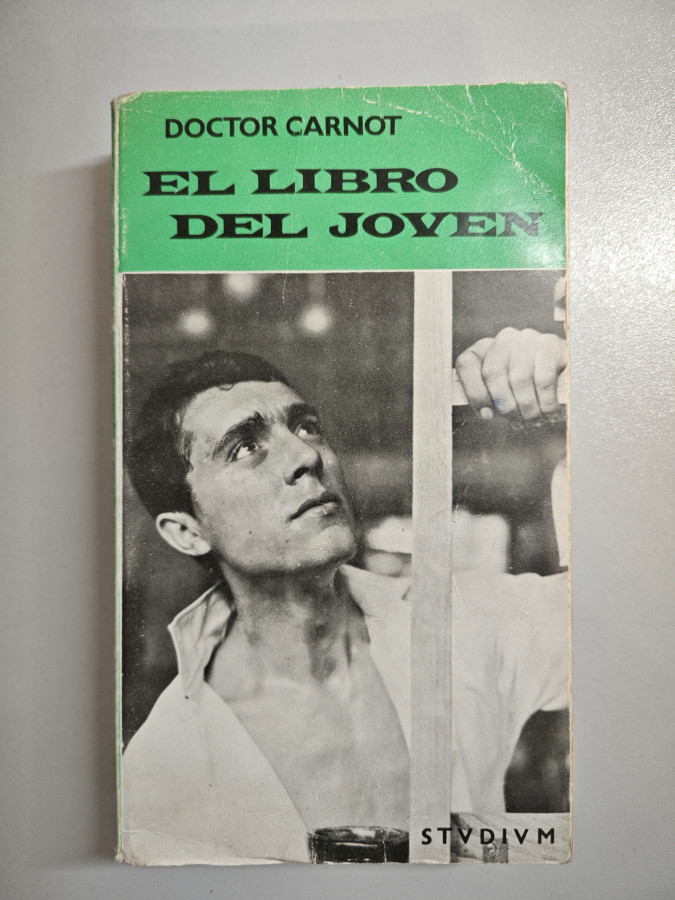 DOCTOR CARNOT
EL LIBRO
DEL JOVEN
STVDIVM